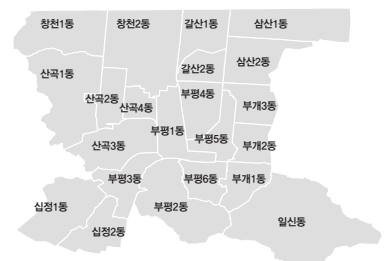 창천1동
창천2동
갈산1동
삼산1동
산곡1동
갈산2동
삼산2동
산곡2동
산곡4동
부평4동
부개3동
부평1동
부평5동
산곡3동
부개2동
부평3동
부평6동
부개1동
십정1동
부평2동
십정2동
일신동